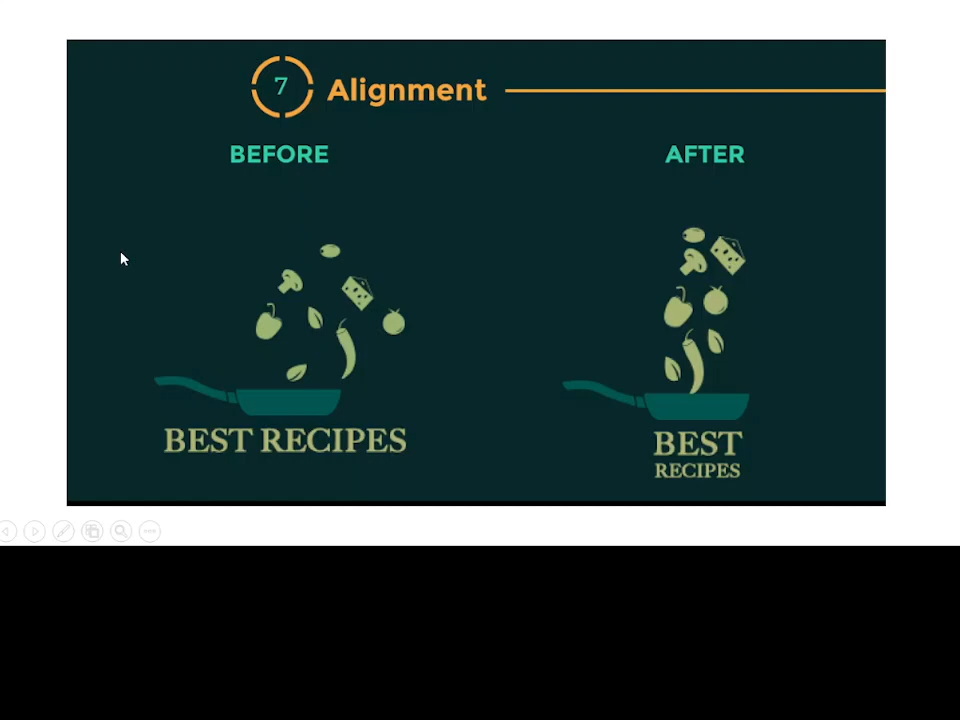 7
Alignment
BEFORE
AFTER
BEST RECIPES
BEST
RECIPES